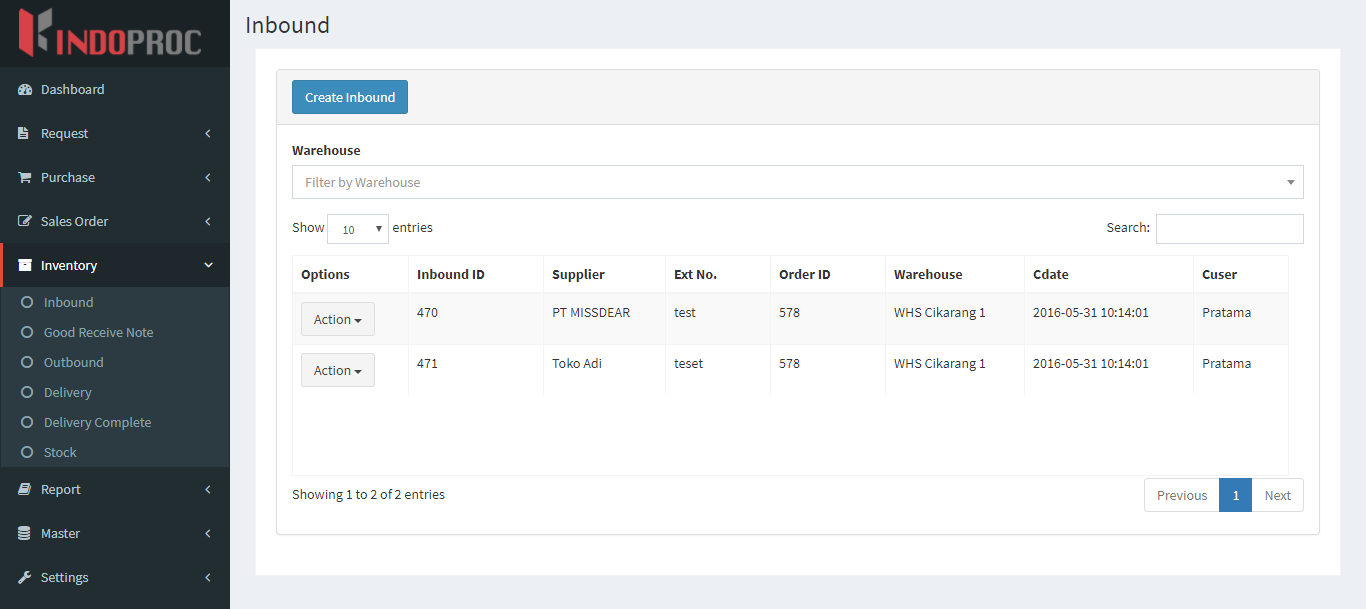 INDOPROC
Inbound
Dashboard
Request
Purchase
Sales Order
Inventory
Inbound
Good Receive Note
Outbound
Delivery
Delivery Complete
Stock
Report
Master
Settings
Create Inbound
Warehouse
Filter by Warehouse
Show 10 entries Search:
Options Inbound ID Supplier Ext No. Order ID Warehouse Cdate Cuser
Action 470 PT MISSDEAR test 578 WHS Cikarang 1 2016-05-31 10:14:01 Pratama
Action 471 Toko Adi teset 578 WHS Cikarang 1 2016-05-31 10:14:01 Pratama
Showing 1 to 2 of 2 entries Previous 1 Next